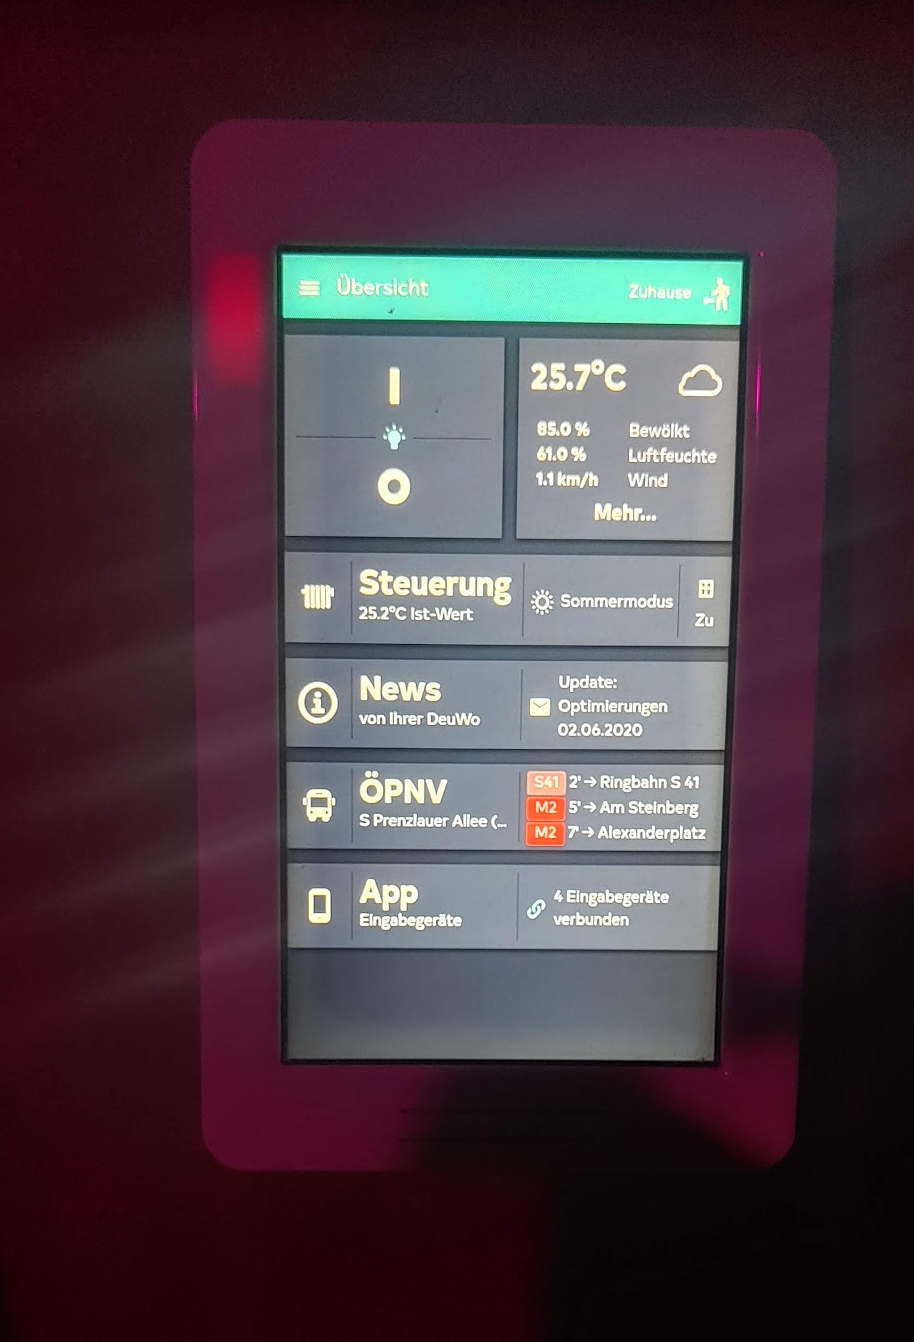 Übersicht
Zuhause
25.7°C
85.0 % Bewölkt
61.0 % Luftfeuchte
1.1 km/h Wind
Mehr...
Steuerung
25.2°C Ist-Wert
Sommermodus
Zu
News
von Ihrer DeuWo
Update:
Optimierungen
02.06.2020
ÖPNV
S Prenzlauer Allee (...
S41 2' → Ringbahn S 41
M2 5' → Am Steinberg
M2 7' → Alexanderplatz
App
Eingabegeräte
4 Eingabegeräte
verbunden